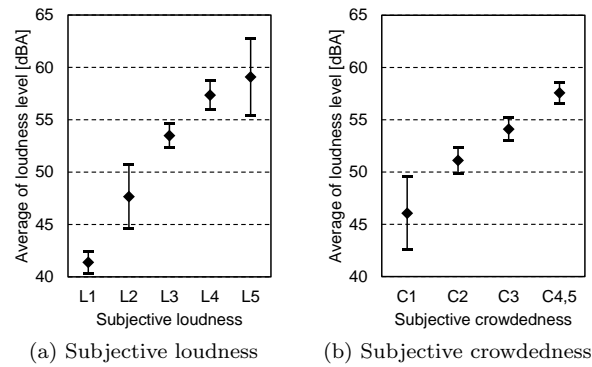 65
60
55
50
45
40
Average of loudness level [dBA]
L1 L2 L3 L4 L5
Subjective loudness
(a) Subjective loudness
65
60
55
50
45
40
Average of loudness level [dBA]
C1 C2 C3 C4,5
Subjective crowdedness
(b) Subjective crowdedness